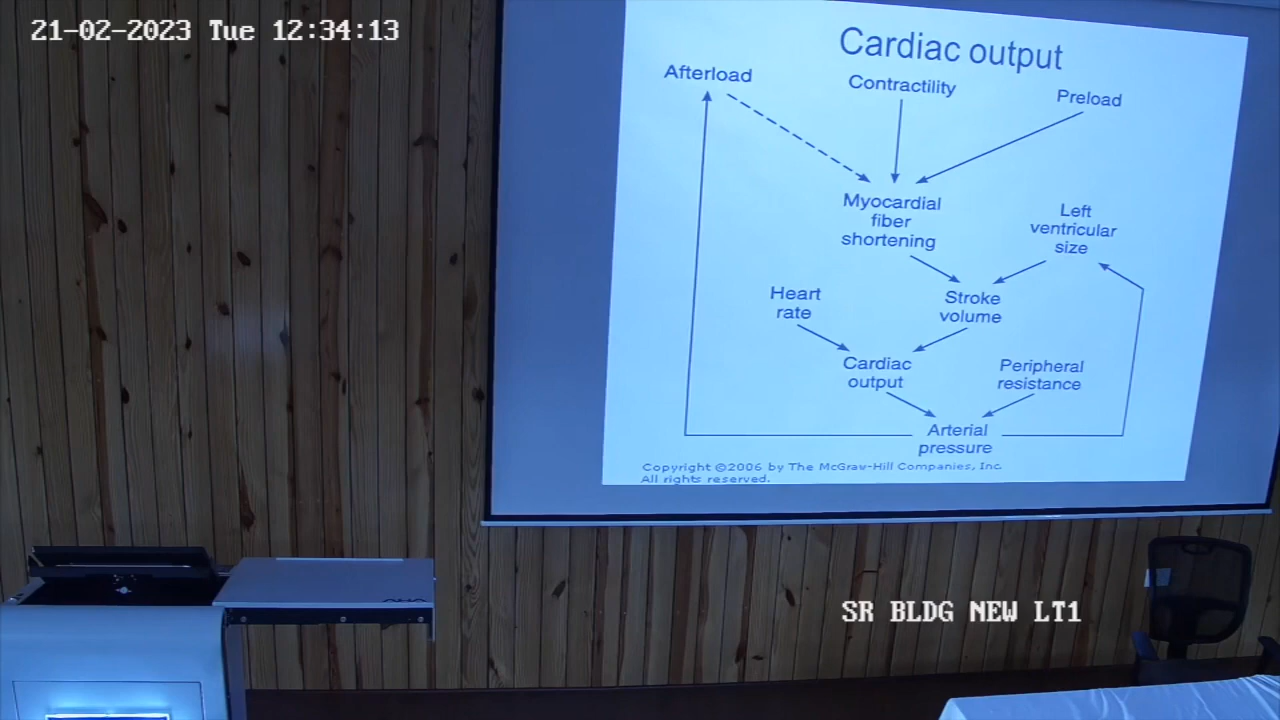 21-02-2023 Tue 12:34:13
Cardiac output
Afterload
Contractility
Preload
Myocardial
fiber
shortening
Left
ventricular
size
Heart
rate
Stroke
volume
Cardiac
output
Peripheral
resistance
Arterial
pressure
Copyright ©2006 by The McGraw-Hill Companies, Inc.
All rights reserved.
SR BLDG NEW LT1